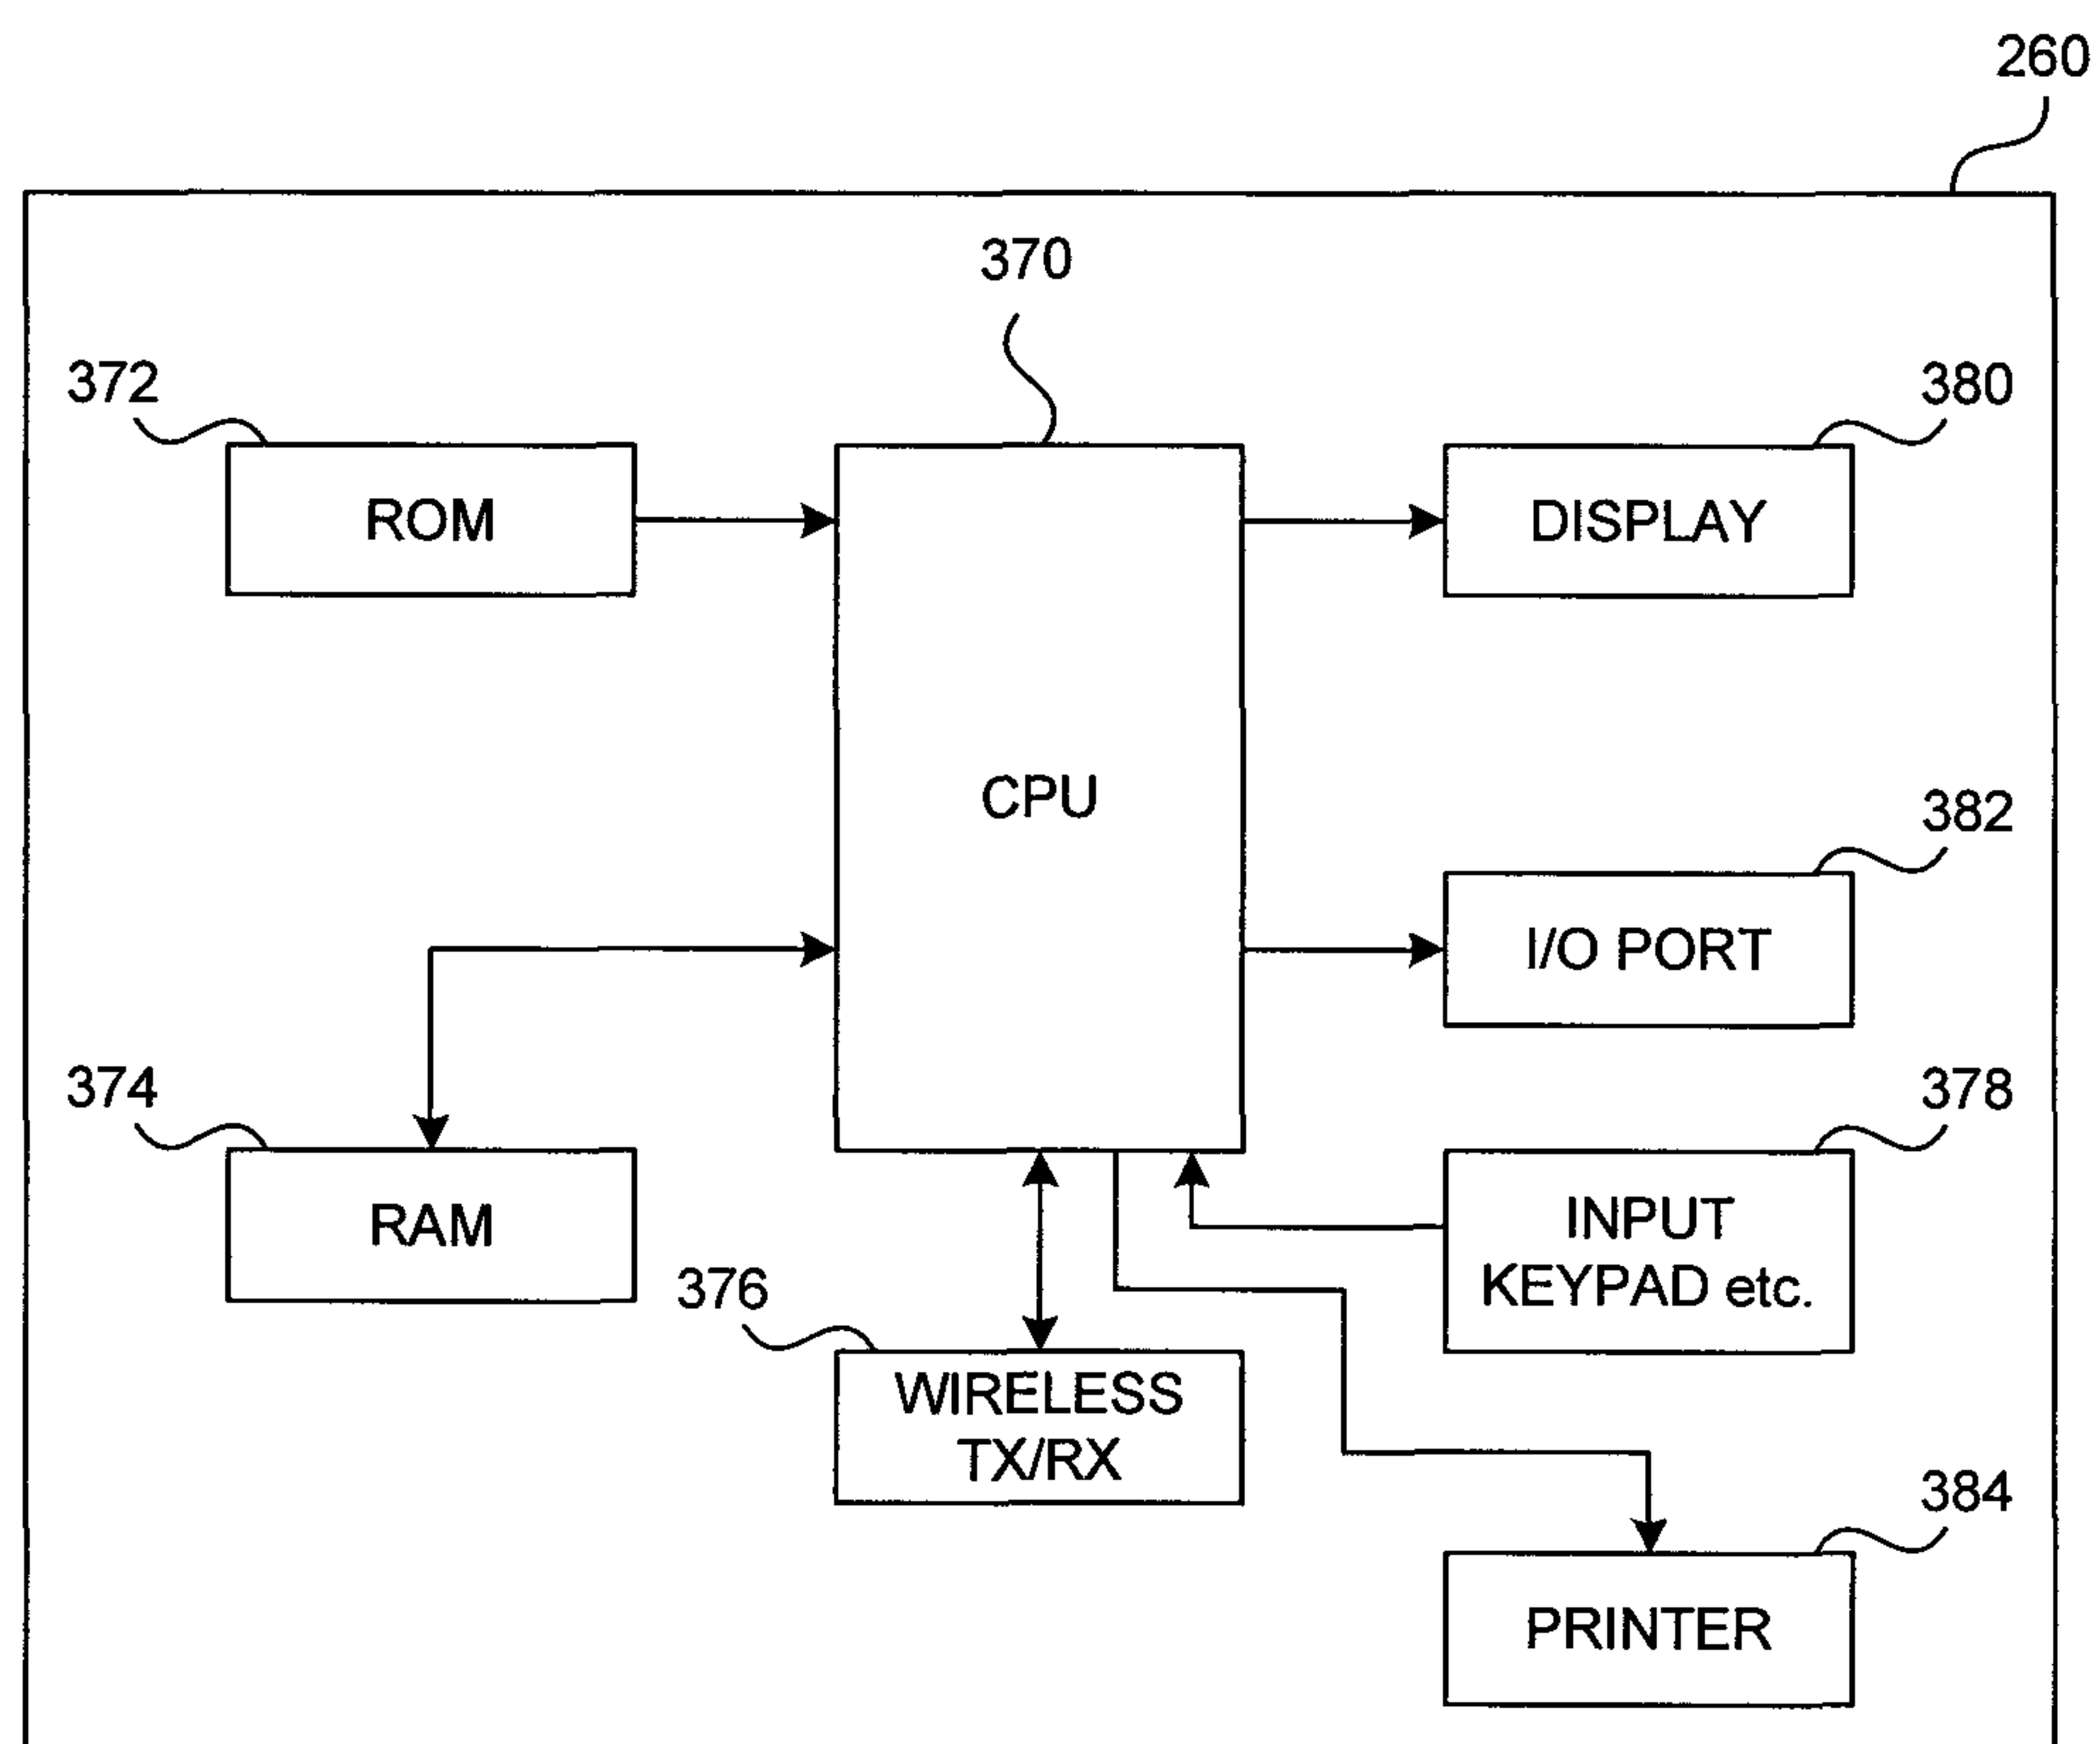 260
370
372
380
ROM
DISPLAY
CPU
382
I/O PORT
374
378
RAM
INPUT
KEYPAD etc.
376
WIRELESS
TX/RX
384
PRINTER